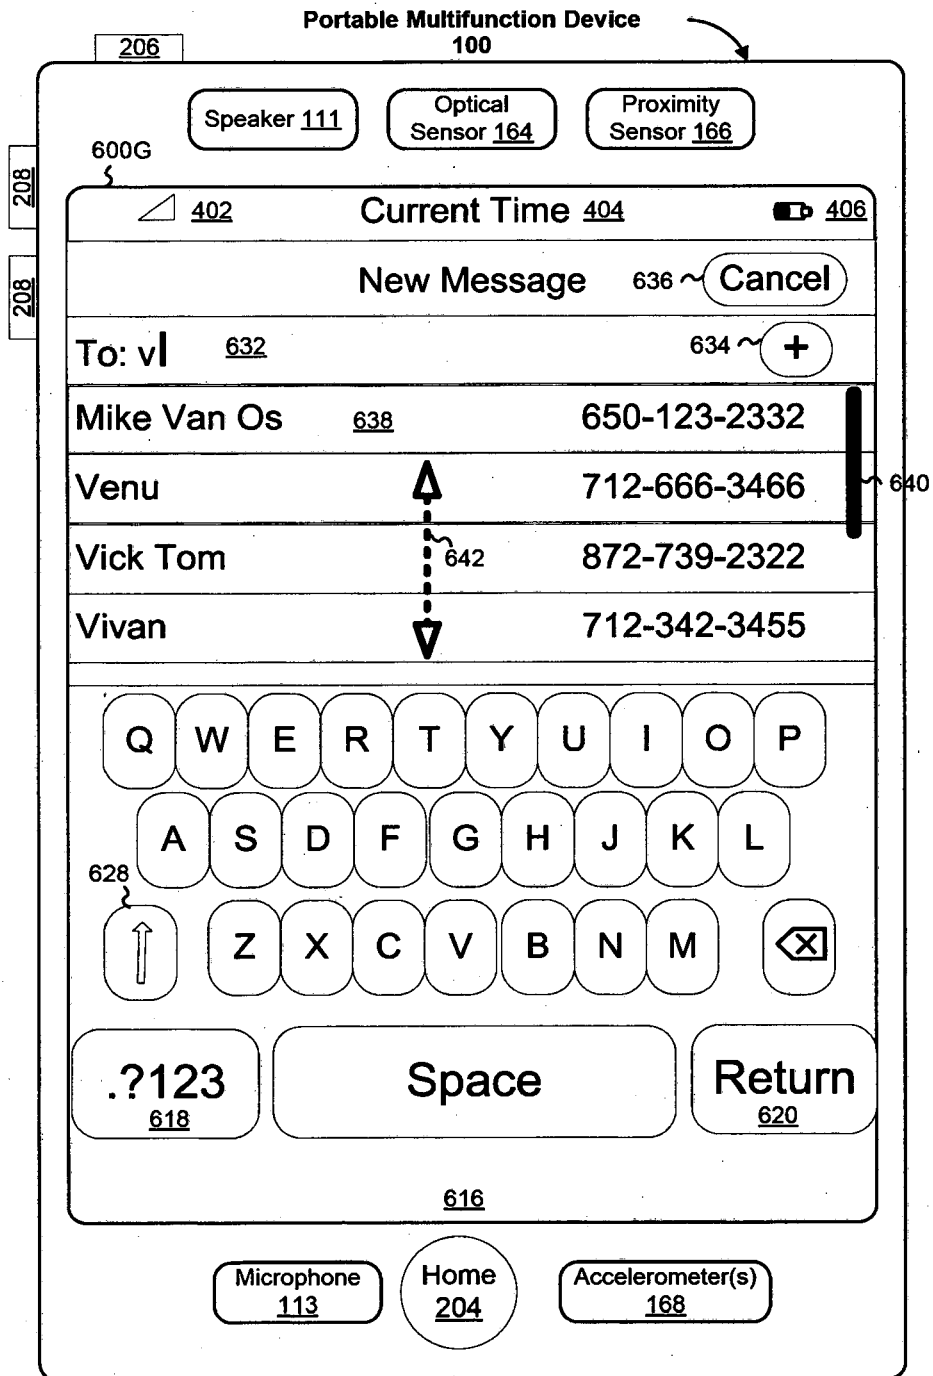 Portable Multifunction Device
100
206
Speaker 111
Optical
Sensor 164
Proximity
Sensor 166
600G
208
208
402
Current Time 404
406
New Message
636
Cancel
To: v
632
634
+
Mike Van Os
638
650-123-2332
640
Venu
712-666-3466
642
Vick Tom
872-739-2322
Vivan
712-342-3455
Q W E R T Y U I O P
A S D F G H J K L
628
Z X C V B N M
.?123
618
Space
Return
620
616
Microphone
113
Home
204
Accelerometer(s)
168